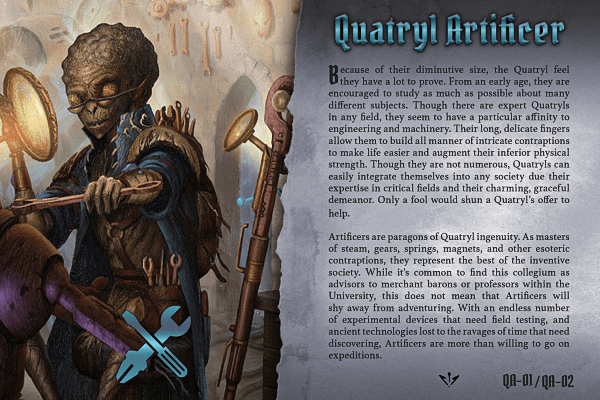 Quatryl Artificer
Because of their diminutive size, the Quatryl feel
they have a lot to prove. From an early age, they are
encouraged to study as much as possible about many
different subjects. Though there are expert Quatryls
in any field, they seem to have a particular affinity to
engineering and machinery. Their long, delicate fingers
allow them to build all manner of intricate contraptions
to make life easier and augment their inferior physical
strength. Though they are not numerous, Quatryls can
easily integrate themselves into any society due their
expertise in critical fields and their charming, graceful
demeanor. Only a fool would shun a Quatryl's offer to
help.
Artificers are paragons of Quatryl ingenuity. As masters
of steam, gears, springs, magnets, and other esoteric
contraptions, they represent the best of the inventive
society. While it's common to find this collegium as
advisors to merchant barons or professors within the
University, this does not mean that Artificers will
shy away from adventuring. With an endless number
of experimental devices that need field testing, and
ancient technologies lost to the ravages of time that need
discovering, Artificers are more than willing to go on
expeditions.
QA-01/QA-02